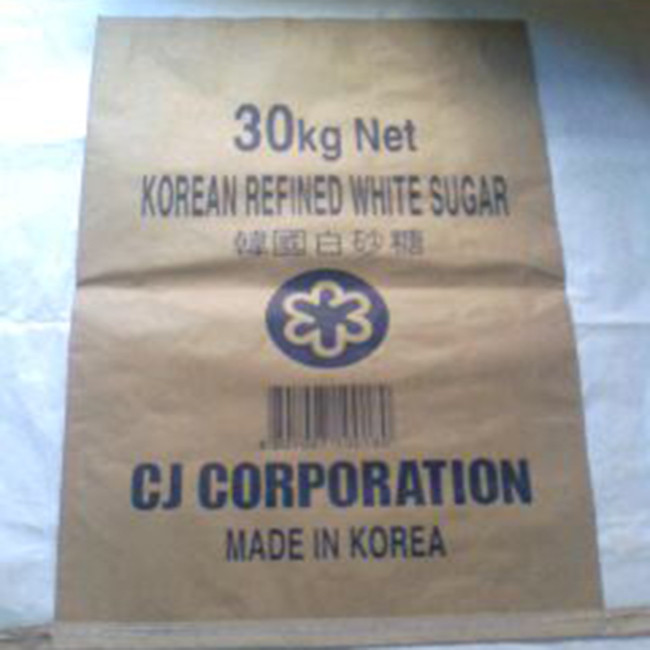 30kg Net
KOREAN REFINED WHITE SUGAR
韓國白砂糖
CJ CORPORATION
MADE IN KOREA